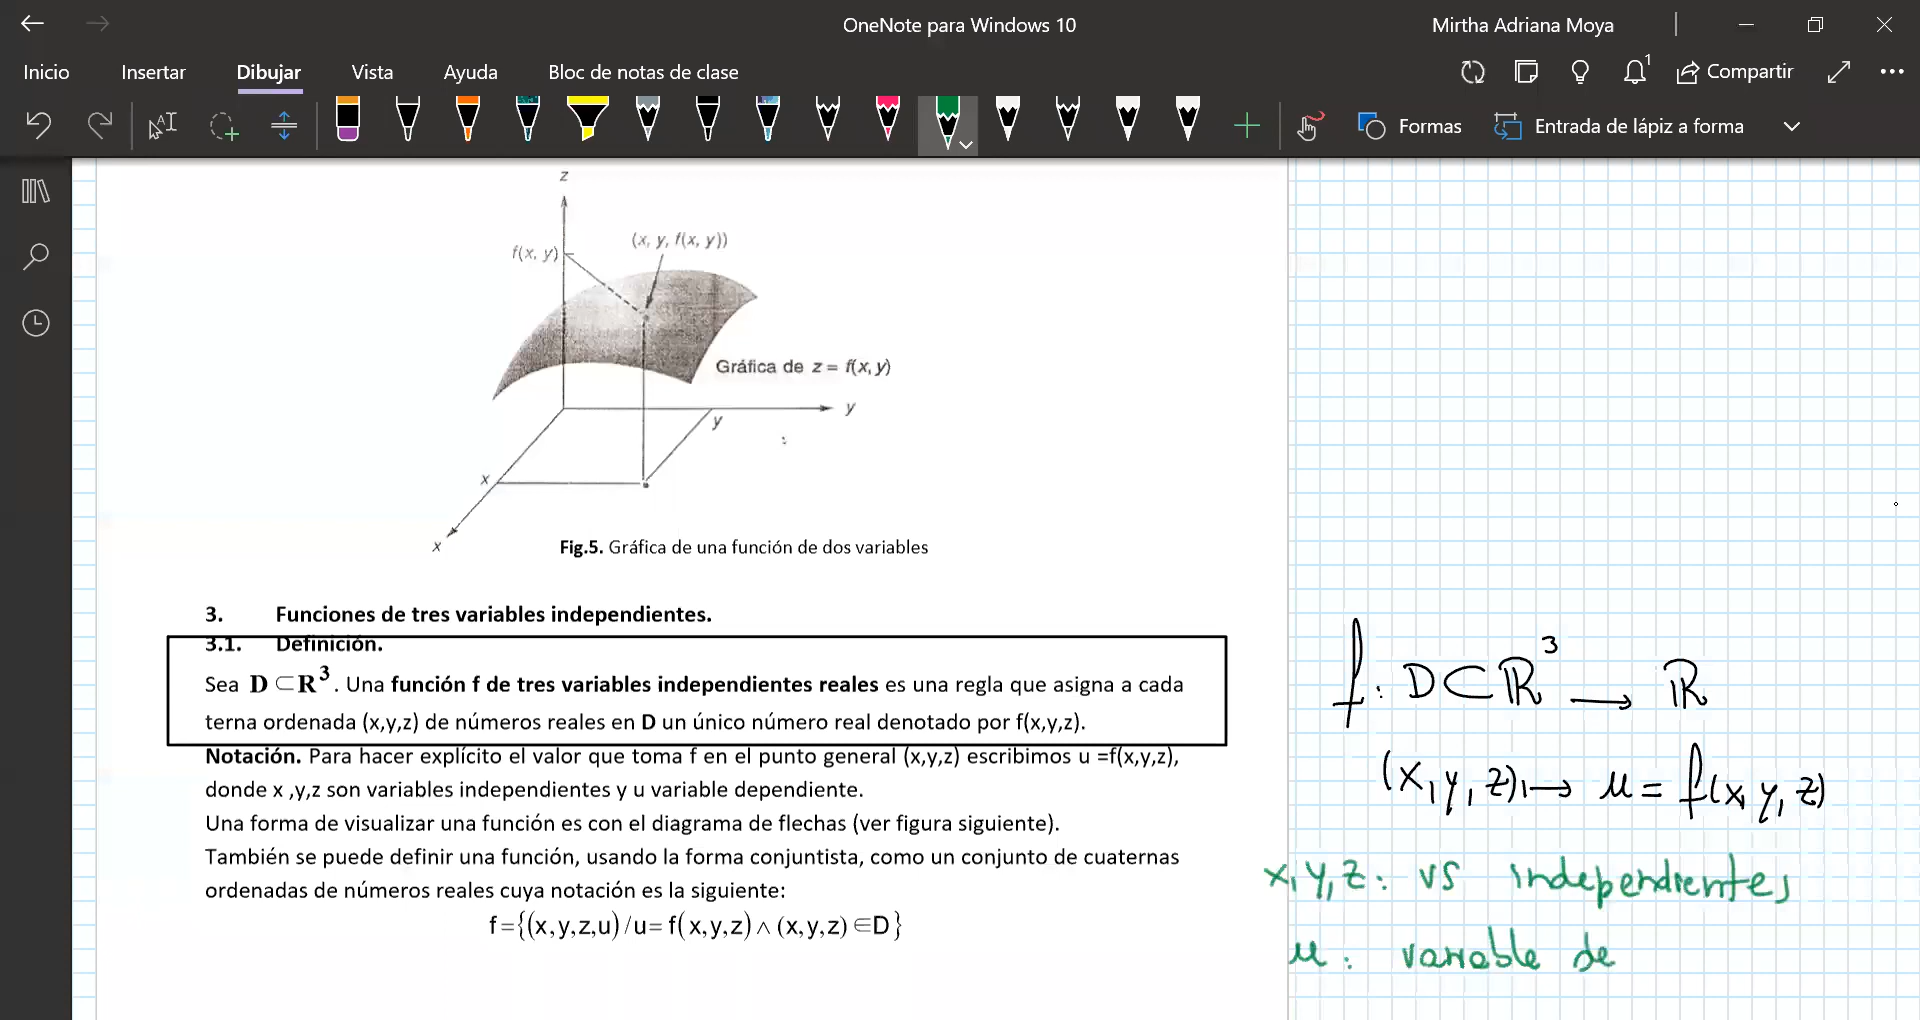 OneNote para Windows 10
Mirtha Adriana Moya
Inicio Insertar Dibujar Vista Ayuda Bloc de notas de clase
1
Compartir
Formas
Entrada de lápiz a forma
z
f(x, y)
(x, y, f(x, y))
Gráfica de z = f(x, y)
y
y
x
x
Fig.5. Gráfica de una función de dos variables
3. Funciones de tres variables independientes.
3.1. Definición.
Sea D ⊂ R³. Una función f de tres variables independientes reales es una regla que asigna a cada
terna ordenada (x,y,z) de números reales en D un único número real denotado por f(x,y,z).
Notación. Para hacer explícito el valor que toma f en el punto general (x,y,z) escribimos u =f(x,y,z),
donde x ,y,z son variables independientes y u variable dependiente.
Una forma de visualizar una función es con el diagrama de flechas (ver figura siguiente).
También se puede definir una función, usando la forma conjuntista, como un conjunto de cuaternas
ordenadas de números reales cuya notación es la siguiente:
f={(x,y,z,u)/u= f(x,y,z)∧(x,y,z)∈D}
f: D⊂ℝ³ → ℝ
(x,y,z) ↦ u = f(x,y,z)
x,y,z: vs independientes
u: variable de